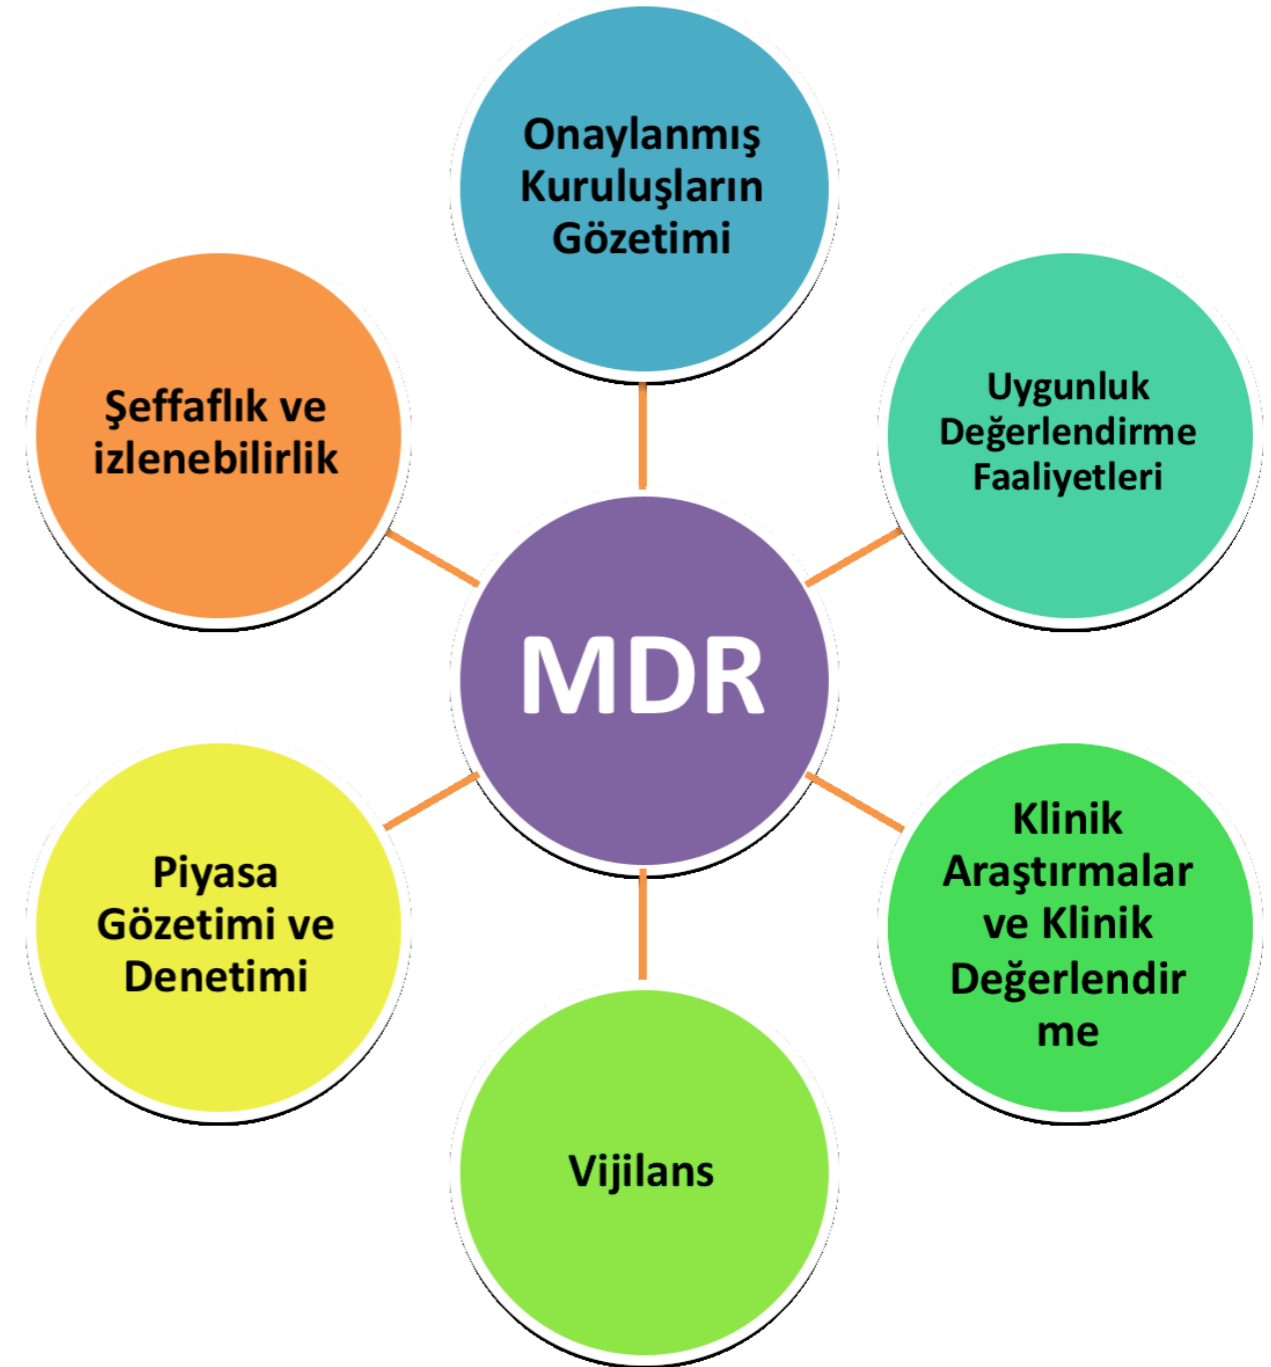 Onaylanmış
Kuruluşların
Gözetimi
Şeffaflık ve
izlenebilirlik
Uygunluk
Değerlendirme
Faaliyetleri
MDR
Piyasa
Gözetimi ve
Denetimi
Klinik
Araştırmalar
ve Klinik
Değerlendir
me
Vijilans